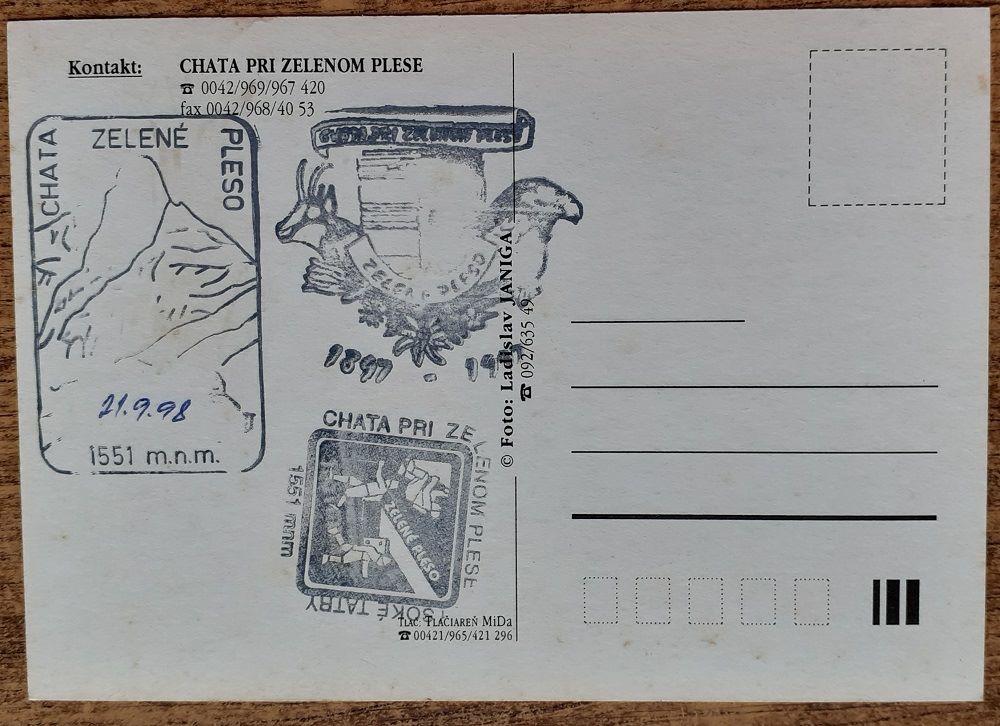 Kontakt: CHATA PRI ZELENOM PLESE
☎ 0042/969/967 420
fax 0042/968/40 53
CHATA ZELENÉ PLESO
21.9.98
1551 m.n.m.
1897
CHATA PRI ZELENOM PLESE
VYSOKÉ TATRY
1551 mnm
ZELENÉ PLESO
© Foto: Ladislav JANIGA
☎ 092/635 49
TLAČ: TLAČIAREŇ MiDa
☎ 00421/965/421 296